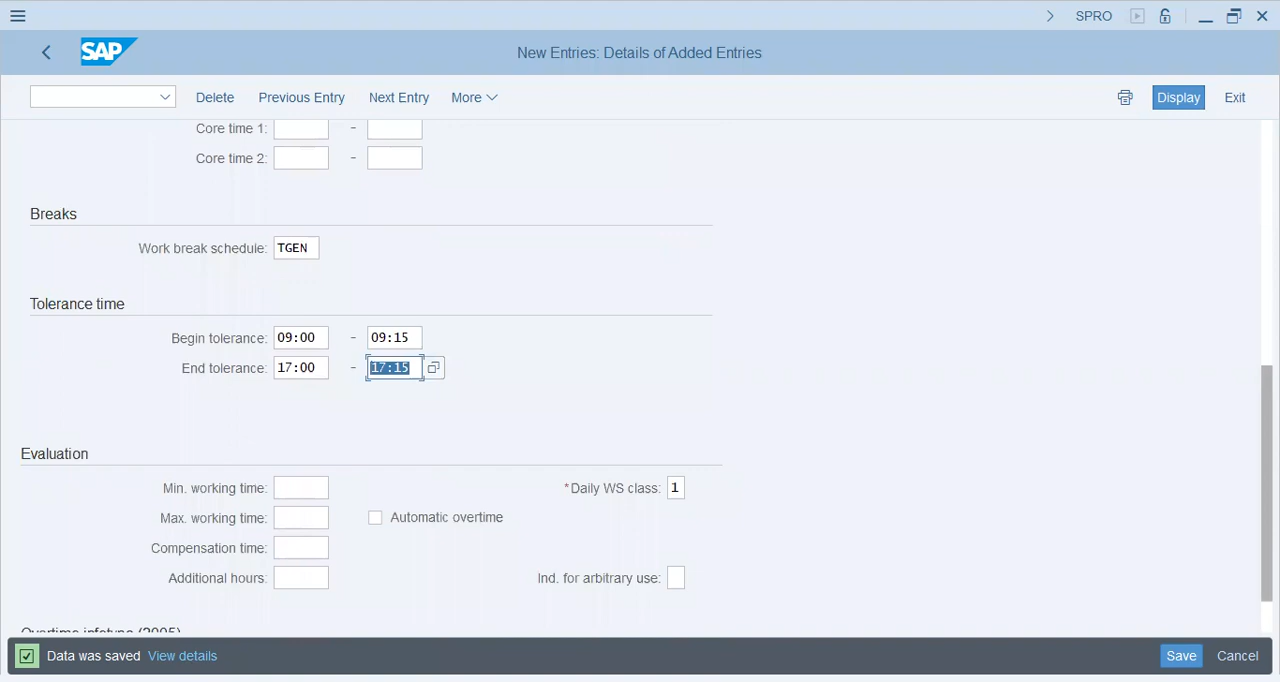 SPRO
SAP New Entries: Details of Added Entries
Delete Previous Entry Next Entry More Display Exit
Core time 1: -
Core time 2: -
Breaks
Work break schedule: TGEN
Tolerance time
Begin tolerance: 09:00 - 09:15
End tolerance: 17:00 - 17:15
Evaluation
Min. working time: *Daily WS class: 1
Max. working time: Automatic overtime
Compensation time:
Additional hours: Ind. for arbitrary use:
Overtime infotype (2005)
Data was saved View details Save Cancel